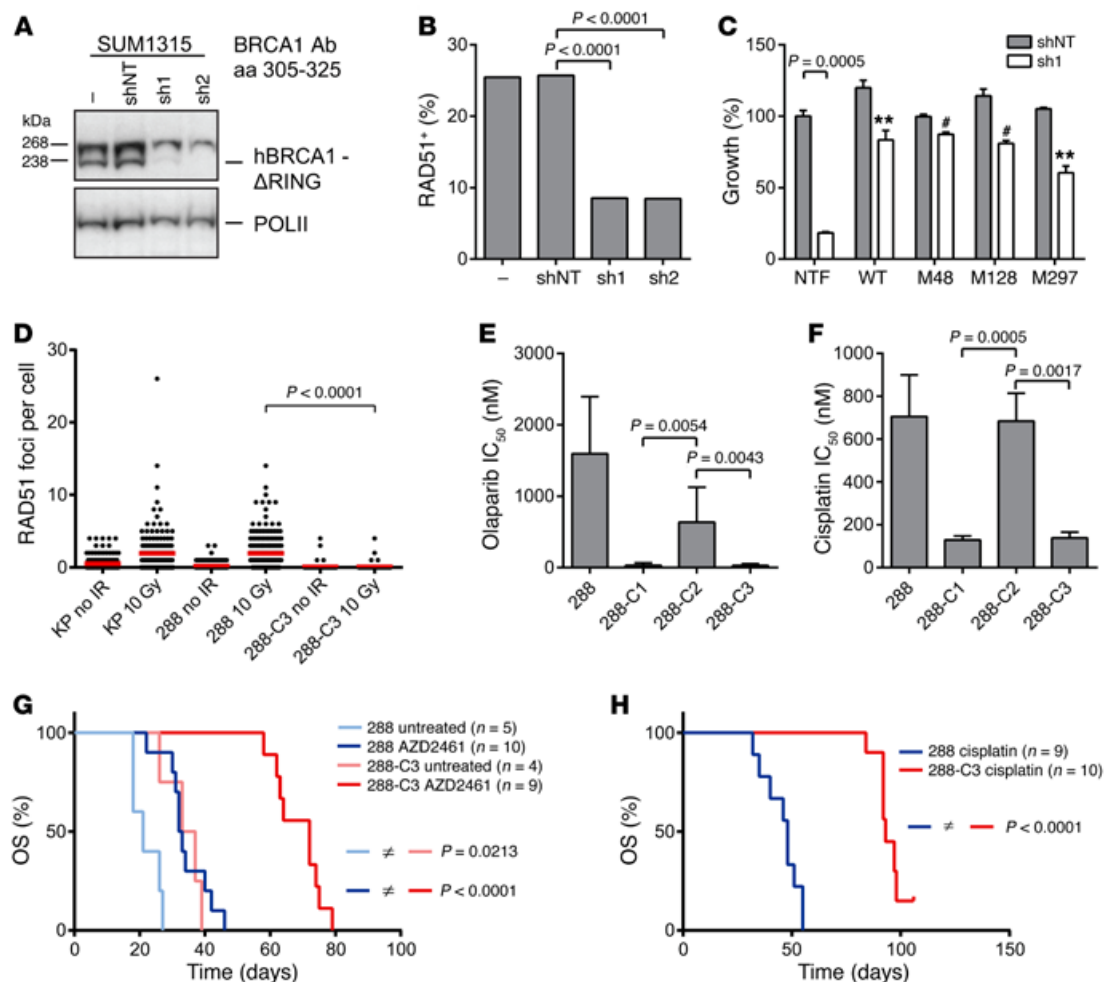 A
SUM1315
BRCA1 Ab
aa 305-325
– shNT sh1 sh2
kDa
268
238
hBRCA1 -
ΔRING
POLII
B
P < 0.0001
P < 0.0001
RAD51+ (%)
30
20
10
0
– shNT sh1 sh2
C
shNT
sh1
P = 0.0005
** # # **
Growth (%)
150
100
50
0
NTF WT M48 M128 M297
D
P < 0.0001
RAD51 foci per cell
30
20
10
0
KP no IR
KP 10 Gy
288 no IR
288 10 Gy
288-C3 no IR
288-C3 10 Gy
E
P = 0.0054
P = 0.0043
Olaparib IC50 (nM)
3000
2000
1000
0
288
288-C1
288-C2
288-C3
F
P = 0.0005
P = 0.0017
Cisplatin IC50 (nM)
1000
800
600
400
200
0
288
288-C1
288-C2
288-C3
G
288 untreated (n = 5)
288 AZD2461 (n = 10)
288-C3 untreated (n = 4)
288-C3 AZD2461 (n = 9)
≠ P = 0.0213
≠ P < 0.0001
OS (%)
100
50
0
0 20 40 60 80 100
Time (days)
H
288 cisplatin (n = 9)
288-C3 cisplatin (n = 10)
≠ P < 0.0001
OS (%)
100
50
0
0 50 100 150
Time (days)